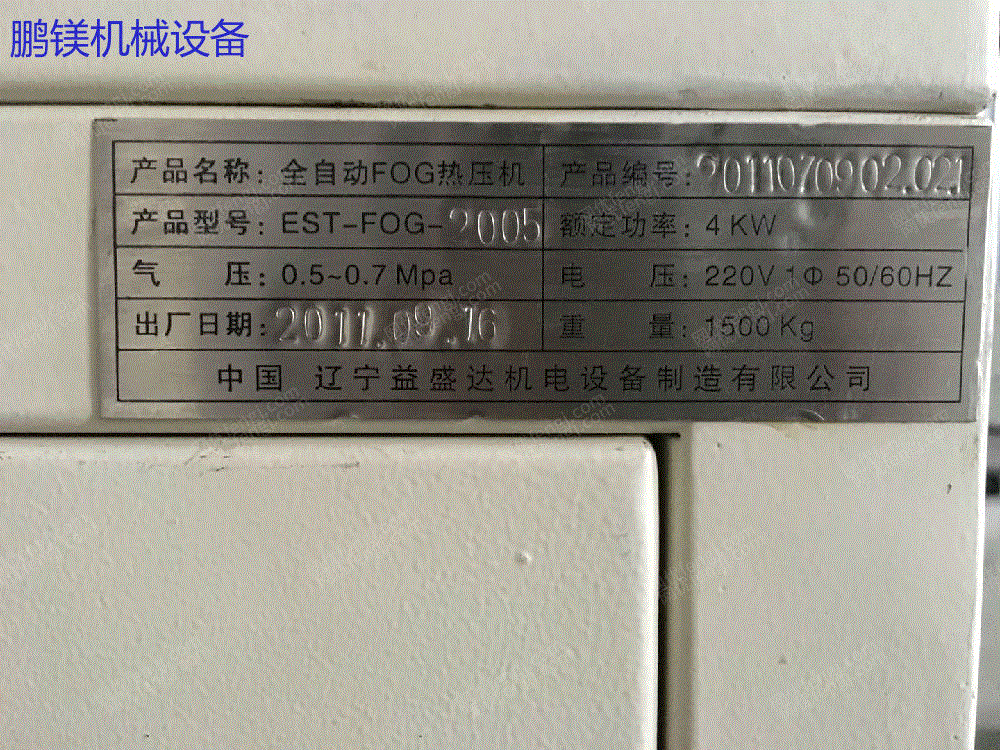 鹏镁机械设备
产品名称：全自动FOG热压机 产品编号：2011070902.021
产品型号：EST-FOG-2005 额定功率：4 KW
气 压：0.5~0.7 Mpa 电 压：220V 1Φ 50/60HZ
出厂日期：2011.09.16 重 量：1500 Kg
中国 辽宁益盛达机电设备制造有限公司